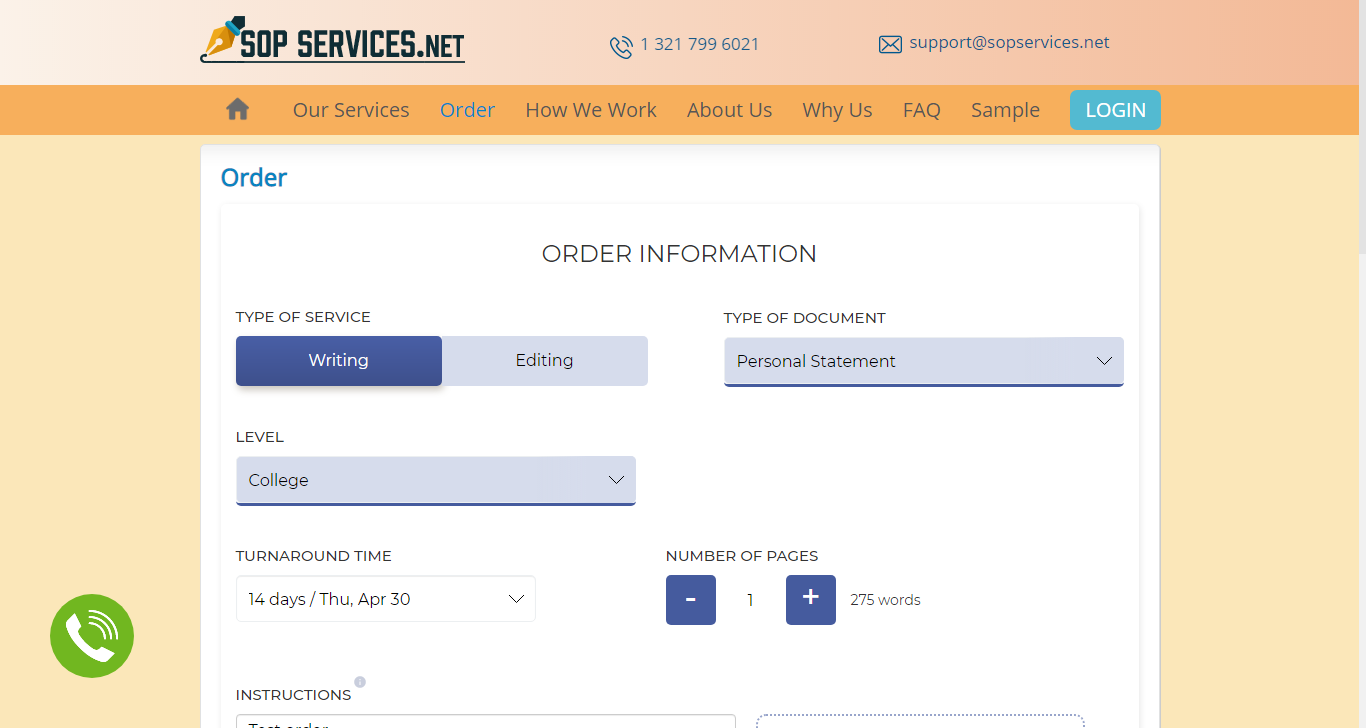 SOP SERVICES.NET
1 321 799 6021
support@sopservices.net
Our Services Order How We Work About Us Why Us FAQ Sample LOGIN
Order
ORDER INFORMATION
TYPE OF SERVICE
TYPE OF DOCUMENT
Writing Editing
Personal Statement
LEVEL
College
TURNAROUND TIME
NUMBER OF PAGES
14 days / Thu, Apr 30
- 1 + 275 words
INSTRUCTIONS
Test order